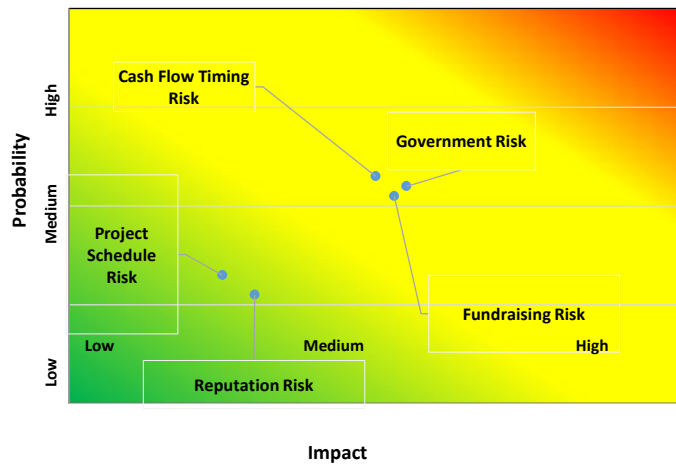 Cash Flow Timing
Risk
Government Risk
High
Probability
Medium
Project
Schedule
Risk
Fundraising Risk
Low
Medium
High
Low
Reputation Risk
Impact